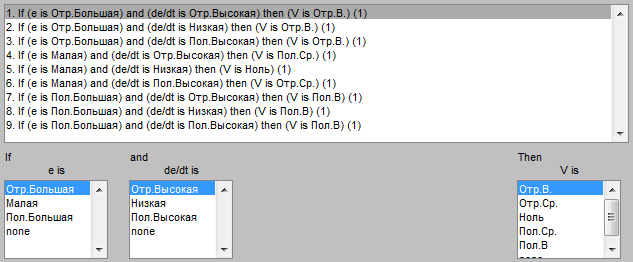 1. If (e is Отр.Большая) and (de/dt is Отр.Высокая) then (V is Отр.В.) (1)
2. If (e is Отр.Большая) and (de/dt is Низкая) then (V is Отр.В.) (1)
3. If (e is Отр.Большая) and (de/dt is Пол.Высокая) then (V is Отр.В.) (1)
4. If (e is Малая) and (de/dt is Отр.Высокая) then (V is Пол.Ср.) (1)
5. If (e is Малая) and (de/dt is Низкая) then (V is Ноль) (1)
6. If (e is Малая) and (de/dt is Пол.Высокая) then (V is Отр.Ср.) (1)
7. If (e is Пол.Большая) and (de/dt is Отр.Высокая) then (V is Пол.В) (1)
8. If (e is Пол.Большая) and (de/dt is Низкая) then (V is Пол.В) (1)
9. If (e is Пол.Большая) and (de/dt is Пол.Высокая) then (V is Пол.В) (1)
If and Then
e is de/dt is V is
Отр.Большая Отр.Высокая Отр.В.
Малая Низкая Отр.Ср.
Пол.Большая Пол.Высокая Ноль
none none Пол.Ср.
Пол.В